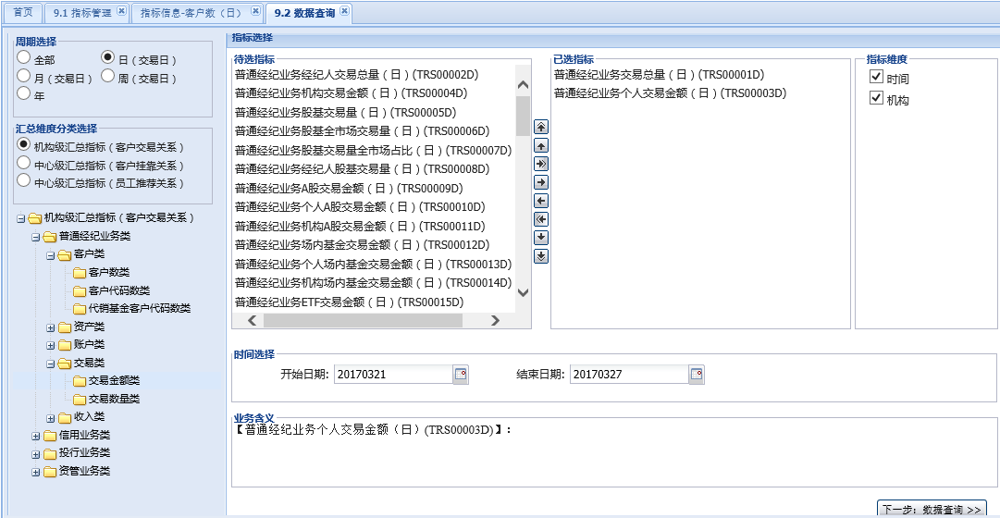 首页 9.1 指标管理 指标信息-客户数（日） 9.2 数据查询
周期选择
全部 日（交易日）
月（交易日） 周（交易日）
年
汇总维度分类选择
机构级汇总指标（客户交易关系）
中心级汇总指标（客户挂靠关系）
中心级汇总指标（员工推荐关系）
机构级汇总指标（客户交易关系）
普通经纪业务类
客户类
客户数类
客户代码数类
代销基金客户代码数类
资产类
账户类
交易类
交易金额类
交易数量类
收入类
信用业务类
投行业务类
资管业务类
指标选择
待选指标
普通经纪业务经纪人交易总量（日）(TRS00002D)
普通经纪业务机构交易金额（日）(TRS00004D)
普通经纪业务股基交易量（日）(TRS00005D)
普通经纪业务股基全市场交易量（日）(TRS00006D)
普通经纪业务股基交易量全市场占比（日）(TRS00007D)
普通经纪业务经纪人股基交易量（日）(TRS00008D)
普通经纪业务A股交易金额（日）(TRS00009D)
普通经纪业务个人A股交易金额（日）(TRS00010D)
普通经纪业务机构A股交易金额（日）(TRS00011D)
普通经纪业务场内基金交易金额（日）(TRS00012D)
普通经纪业务个人场内基金交易金额（日）(TRS00013D)
普通经纪业务机构场内基金交易金额（日）(TRS00014D)
普通经纪业务ETF交易金额（日）(TRS00015D)
已选指标
普通经纪业务交易总量（日）(TRS00001D)
普通经纪业务个人交易金额（日）(TRS00003D)
指标维度
时间
机构
时间选择
开始日期: 20170321 结束日期: 20170327
业务含义
【普通经纪业务个人交易金额（日）(TRS00003D)】:
下一步: 数据查询 >>